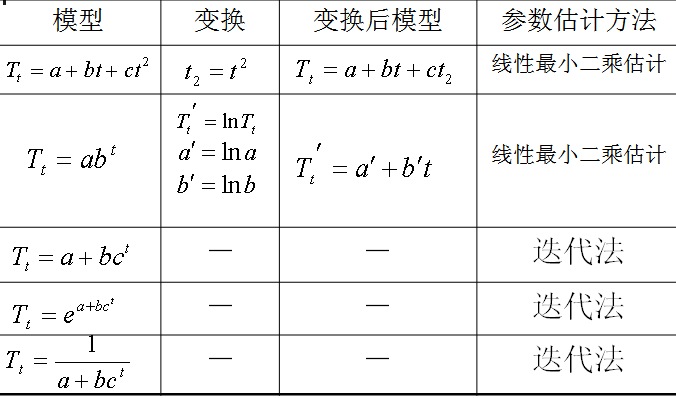 模型 变换 变换后模型 参数估计方法
T_t = a + bt + ct^2 t_2 = t^2 T_t = a + bt + ct_2 线性最小二乘估计
T_t = ab^t T_t' = ln T_t a' = ln a b' = ln b T_t' = a' + b't 线性最小二乘估计
T_t = a + bc^t — — 迭代法
T_t = e^{a+bc^t} — — 迭代法
T_t = \frac{1}{a + bc^t} — — 迭代法